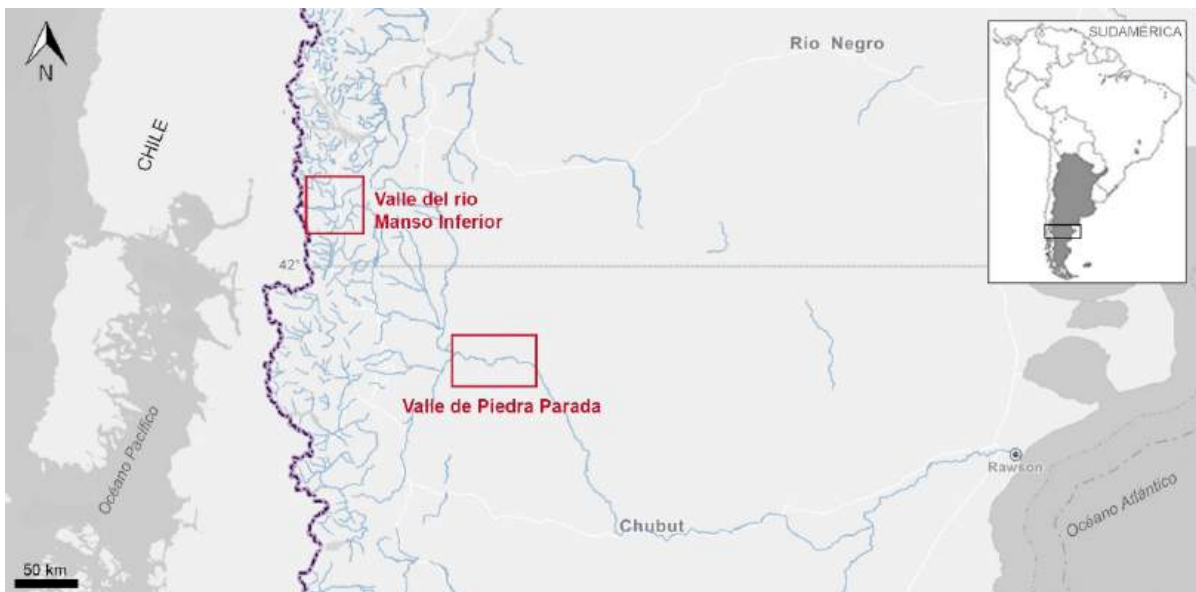 N
CHILE
Río Negro
SUDAMÉRICA
Valle del río
Manso Inferior
42°
Valle de Piedra Parada
Océano Pacífico
Rawson
Chubut
Océano Atlántico
50 km